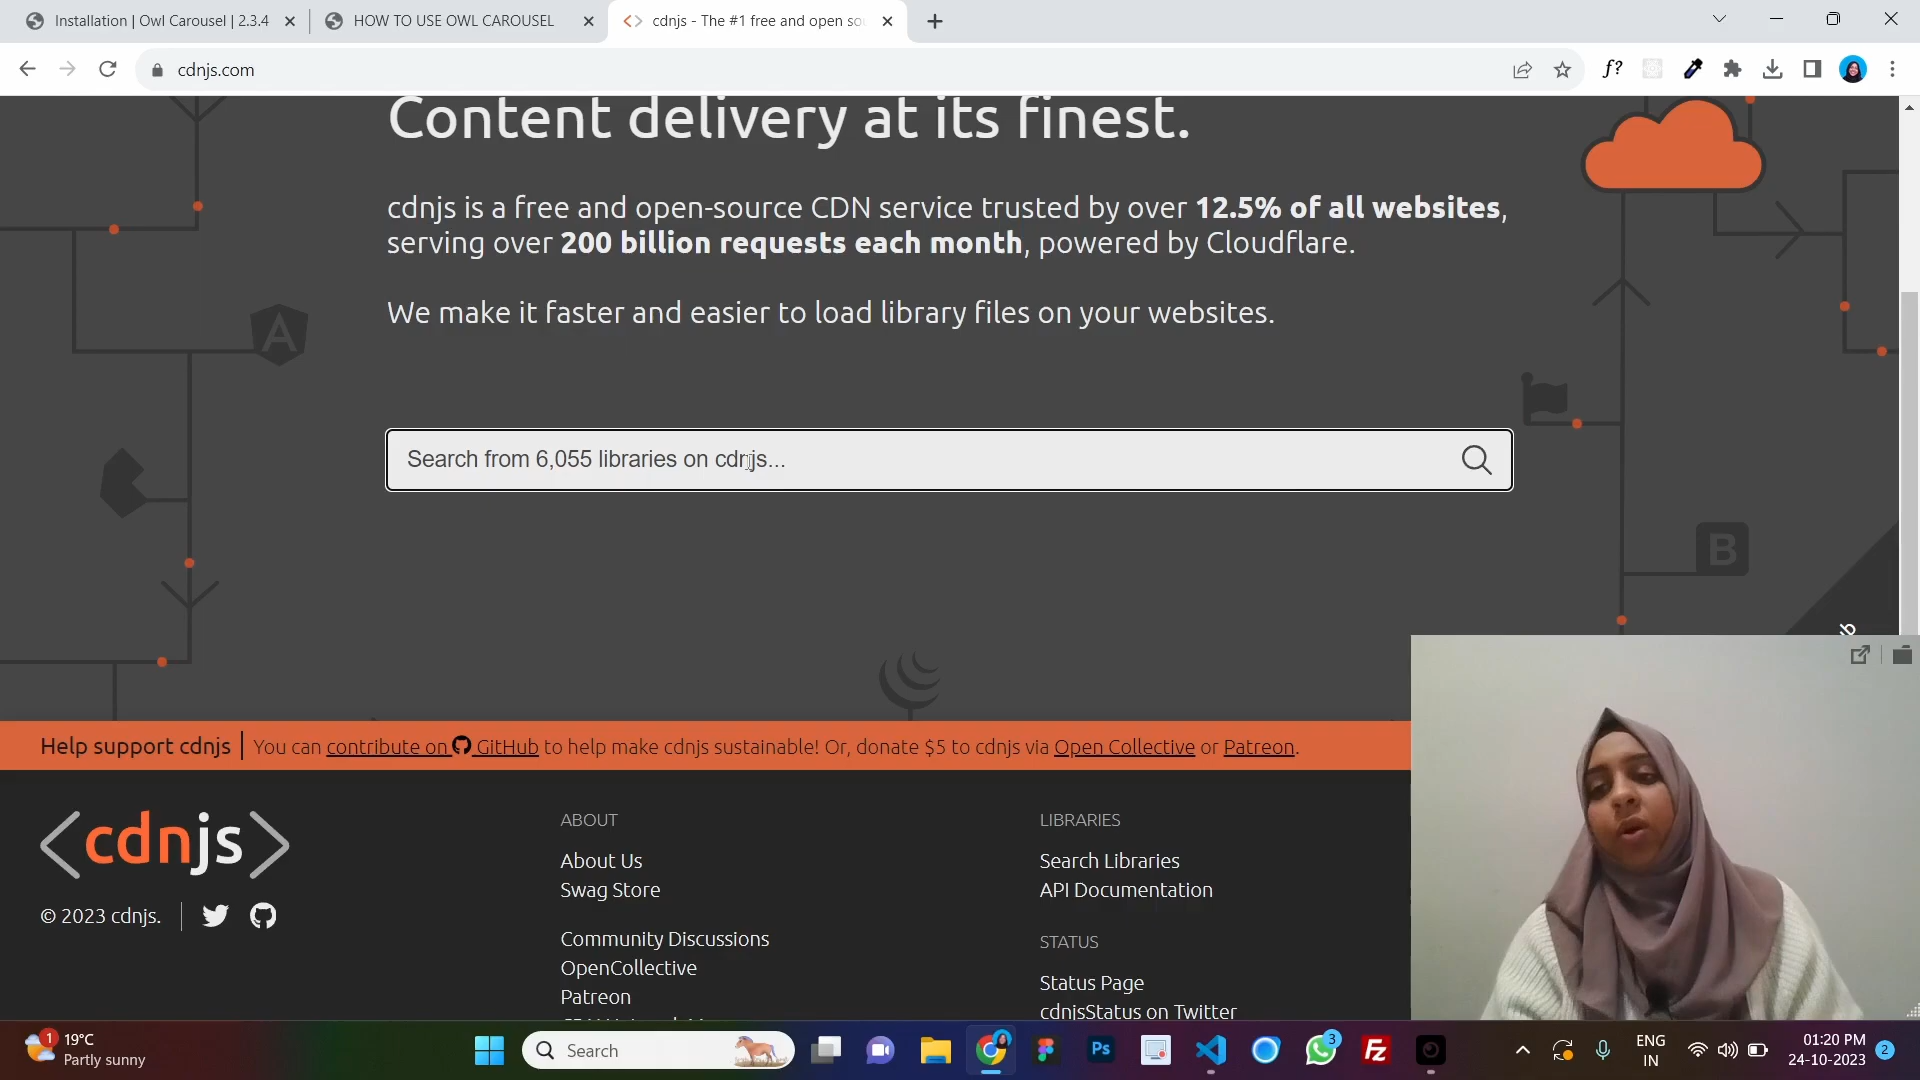 Installation | Owl Carousel | 2.3.4
HOW TO USE OWL CAROUSEL
cdnjs - The #1 free and open so
cdnjs.com
f?
Content delivery at its finest.
cdnjs is a free and open-source CDN service trusted by over 12.5% of all websites,
serving over 200 billion requests each month, powered by Cloudflare.
We make it faster and easier to load library files on your websites.
A
Search from 6,055 libraries on cdnjs...
B
Help support cdnjs
You can contribute on GitHub to help make cdnjs sustainable! Or, donate $5 to cdnjs via Open Collective or Patreon.
<cdnjs>
© 2023 cdnjs.
ABOUT
About Us
Swag Store
Community Discussions
OpenCollective
Patreon
LIBRARIES
Search Libraries
API Documentation
STATUS
Status Page
cdnjsStatus on Twitter
1
19°C
Partly sunny
Search
Ps
3
Fz
ENG
IN
01:20 PM
24-10-2023
2